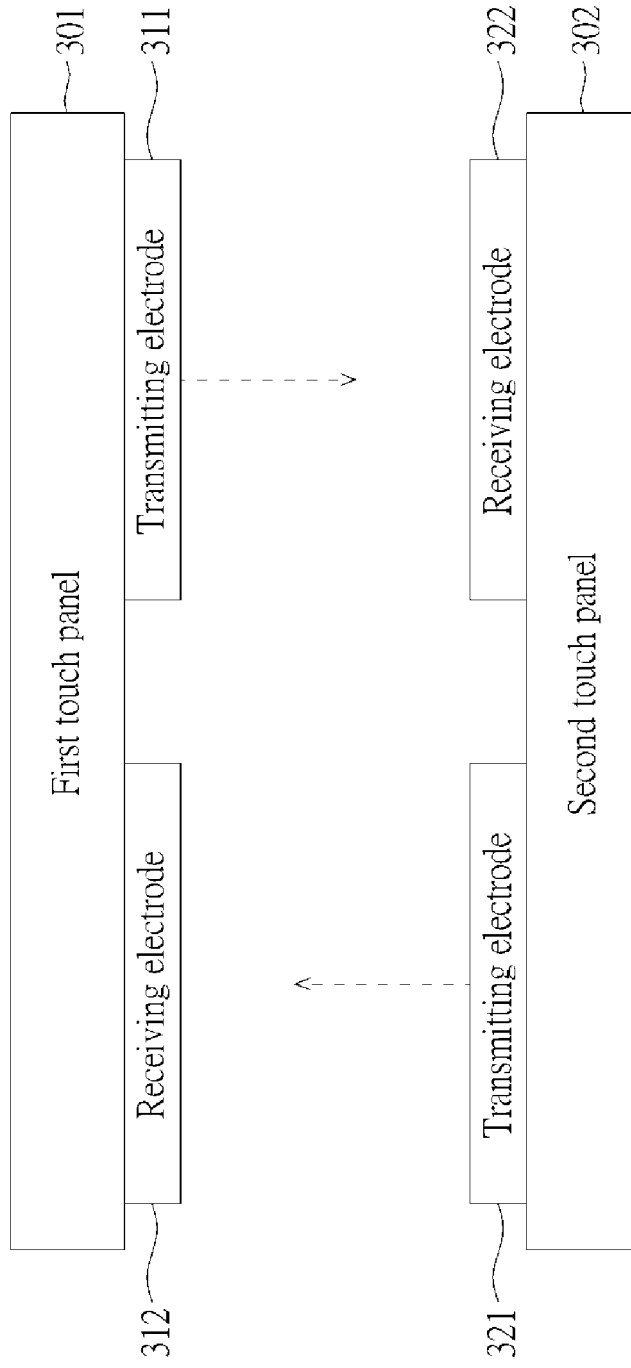 First touch panel
301
312
Receiving electrode
Transmitting electrode
311
321
Transmitting electrode
Receiving electrode
322
Second touch panel
302